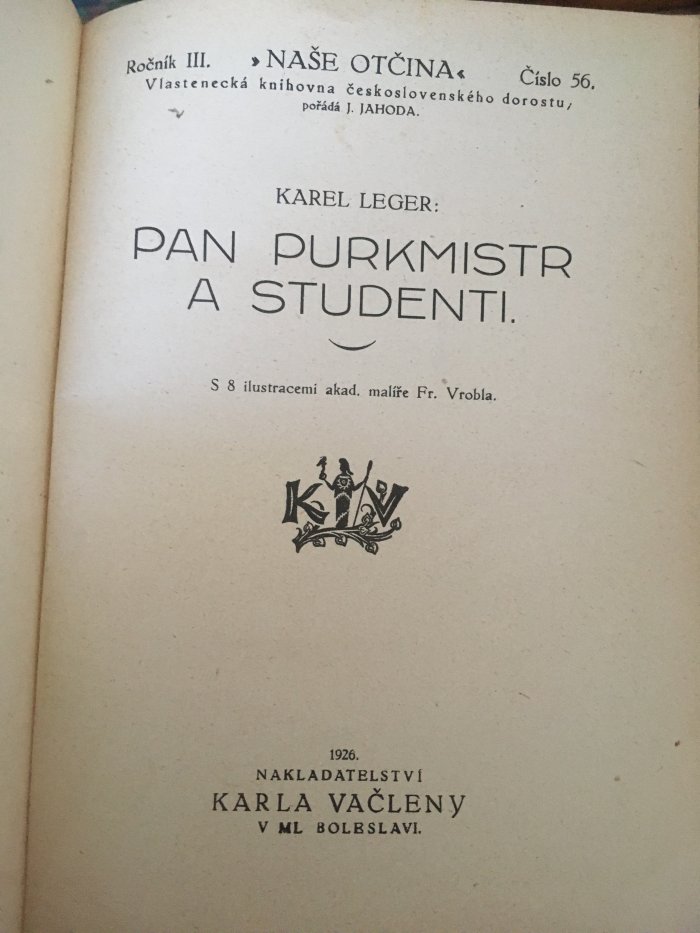 Ročník III. »NAŠE OTČINA« Číslo 56.
Vlastenecká knihovna československého dorostu,
pořádá J. JAHODA.
KAREL LEGER:
PAN PURKMISTR
A STUDENTI.
S 8 ilustracemi akad. malíře Fr. Vrobla.
K V
1926.
NAKLADATELSTVÍ
KARLA VAČLENY
V ML BOLESLAVI.